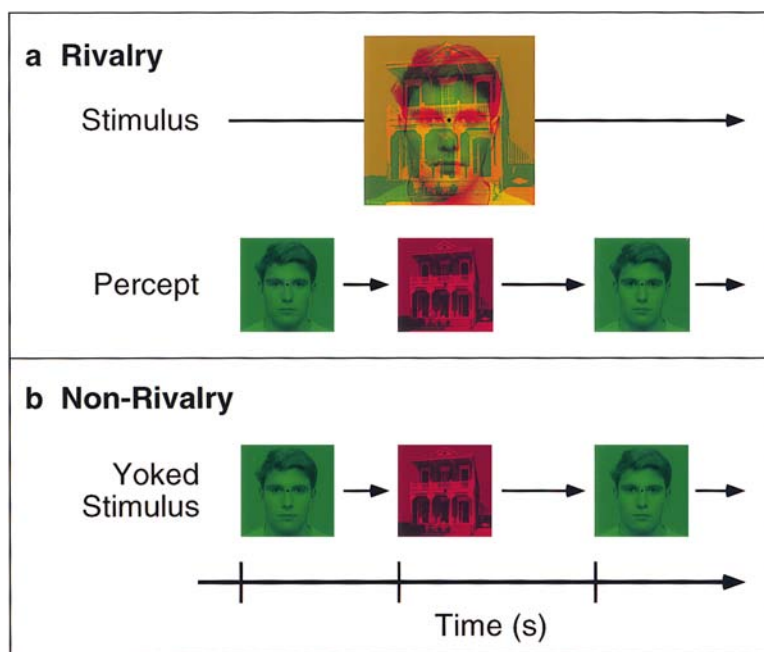 a Rivalry
Stimulus
Percept
b Non-Rivalry
Yoked
Stimulus
Time (s)